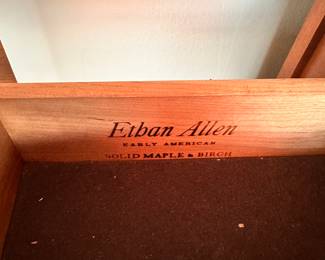 Ethan Allen
EARLY AMERICAN
SOLID MAPLE & BIRCH